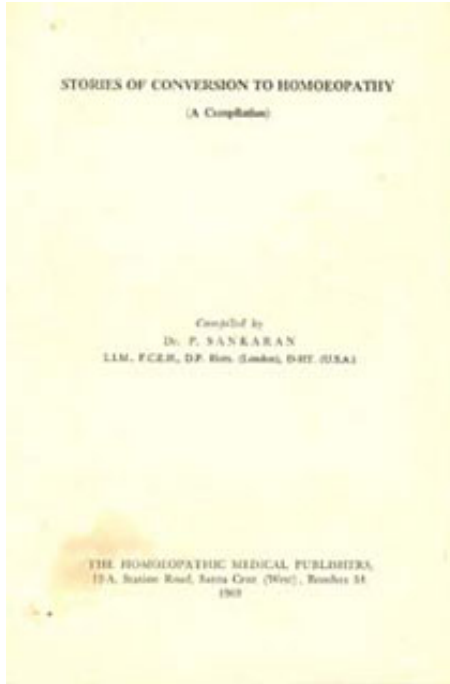 STORIES OF CONVERSION TO HOMOEOPATHY
(A Compilation)
Compiled by
Dr. P. SANKARAN
L.I.M., F.C.E.H., D.P. Hom. (London), D-HT. (U.S.A.)
THE HOMOEOPATHIC MEDICAL PUBLISHERS,
Station Road, Santa Cruz (West), Bombay 54